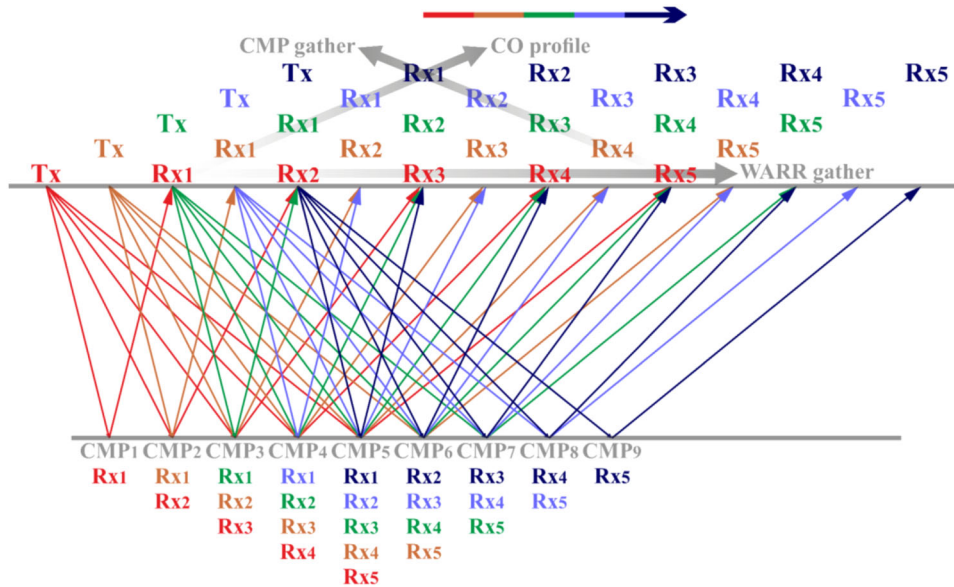 CMP gather CO profile
Tx Rx1 Rx2 Rx3 Rx4 Rx5
Tx Rx1 Rx2 Rx3 Rx4 Rx5
Tx Rx1 Rx2 Rx3 Rx4 Rx5
Tx Rx1 Rx2 Rx3 Rx4 Rx5
Tx Rx1 Rx2 Rx3 Rx4 Rx5 WARR gather
CMP1 CMP2 CMP3 CMP4 CMP5 CMP6 CMP7 CMP8 CMP9
Rx1 Rx1 Rx1 Rx1 Rx1 Rx2 Rx3 Rx4 Rx5
Rx2 Rx2 Rx2 Rx2 Rx3 Rx4 Rx5
Rx3 Rx3 Rx3 Rx4 Rx5
Rx4 Rx4 Rx5
Rx5